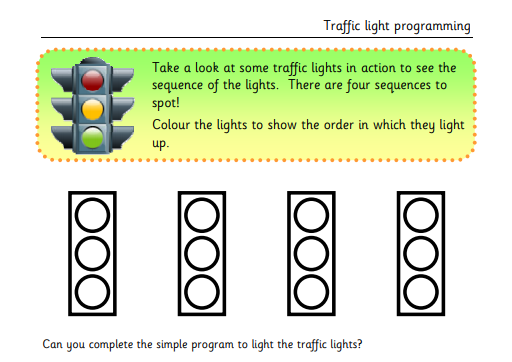 Traffic light programming
Take a look at some traffic lights in action to see the
sequence of the lights.  There are four sequences to
spot!
Colour the lights to show the order in which they light
up.
Can you complete the simple program to light the traffic lights?